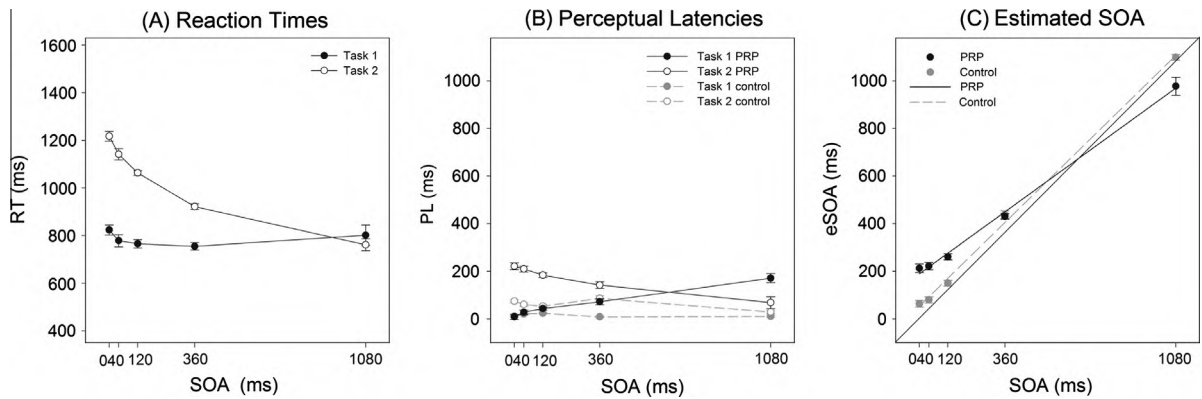 (A) Reaction Times
1600
1400
1200
1000
800
600
400
RT (ms)
Task 1
Task 2
040 120 360 1080
SOA (ms)
(B) Perceptual Latencies
1000
800
600
400
200
0
PL (ms)
Task 1 PRP
Task 2 PRP
Task 1 control
Task 2 control
040 120 360 1080
SOA (ms)
(C) Estimated SOA
1000
800
600
400
200
0
eSOA (ms)
PRP
Control
PRP
Control
040 120 360 1080
SOA (ms)